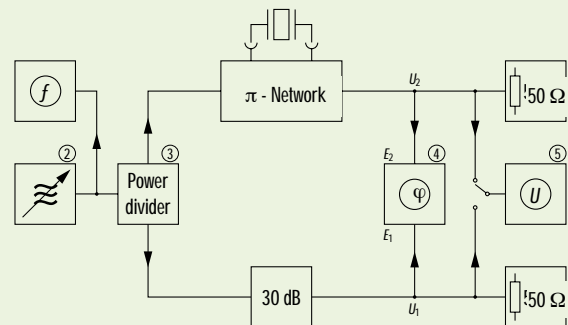 f
②
③
Power
divider
π - Network
30 dB
U2
E2
④
φ
E1
U1
50 Ω
⑤
U
50 Ω